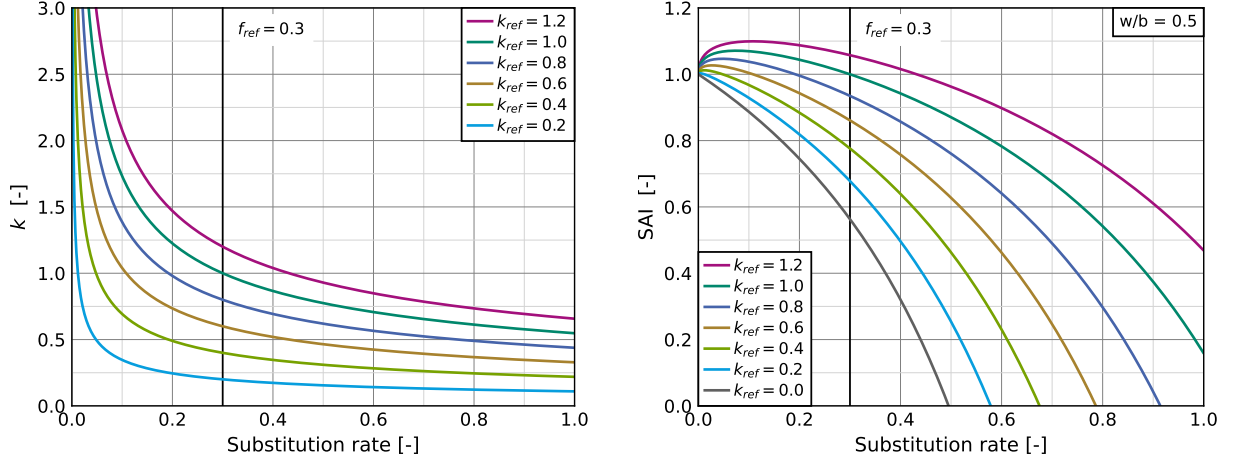 3.0
2.5
2.0
1.5
1.0
0.5
0.0
k [-]
0.0 0.2 0.4 0.6 0.8 1.0
Substitution rate [-]
f_ref = 0.3
k_ref = 1.2
k_ref = 1.0
k_ref = 0.8
k_ref = 0.6
k_ref = 0.4
k_ref = 0.2
1.2
1.0
0.8
0.6
0.4
0.2
0.0
SAI [-]
0.0 0.2 0.4 0.6 0.8 1.0
Substitution rate [-]
f_ref = 0.3
w/b = 0.5
k_ref = 1.2
k_ref = 1.0
k_ref = 0.8
k_ref = 0.6
k_ref = 0.4
k_ref = 0.2
k_ref = 0.0